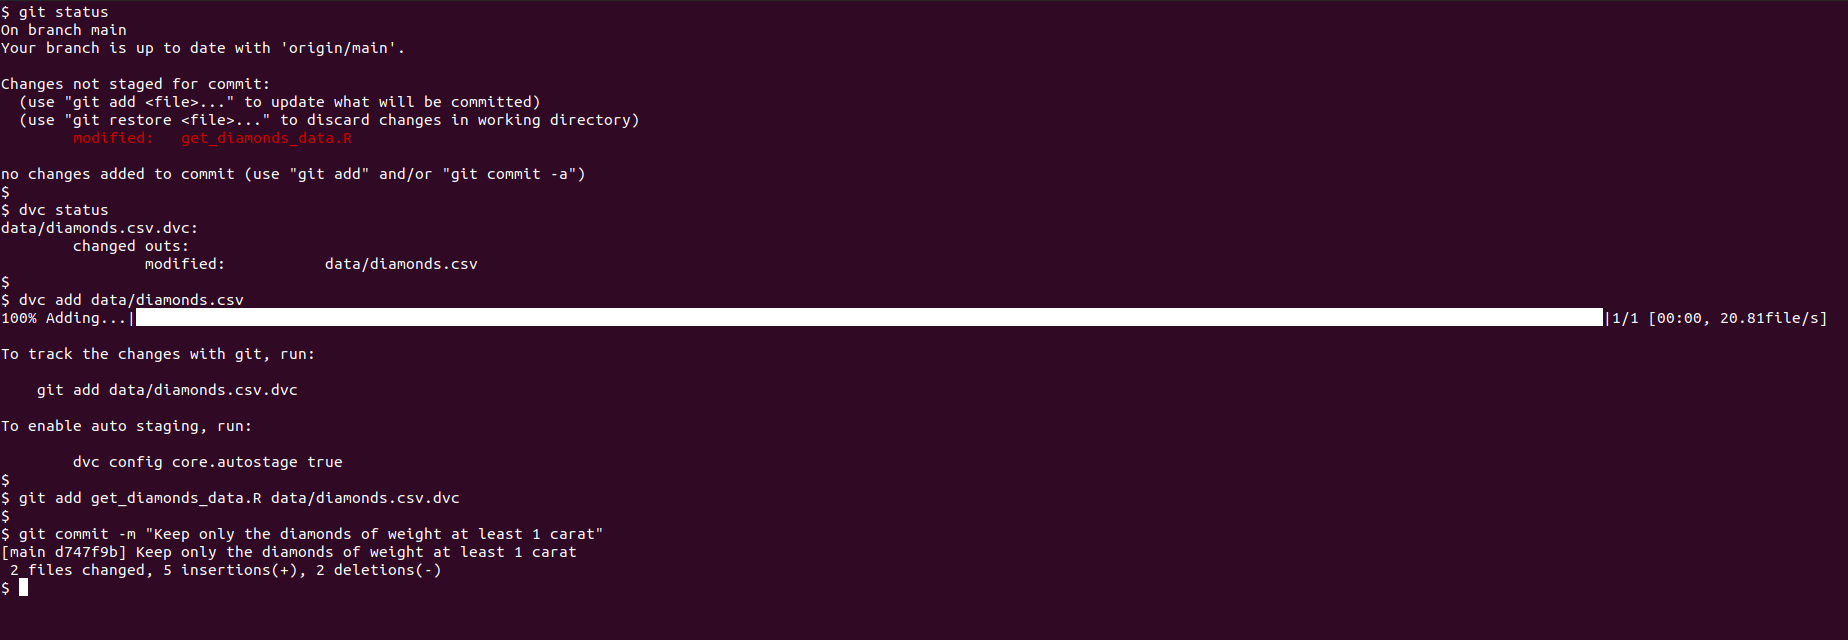 $ git status
On branch main
Your branch is up to date with 'origin/main'.
Changes not staged for commit:
  (use "git add <file>..." to update what will be committed)
  (use "git restore <file>..." to discard changes in working directory)
        modified:   get_diamonds_data.R
no changes added to commit (use "git add" and/or "git commit -a")
$
$ dvc status
data/diamonds.csv.dvc:
        changed outs:
                modified:           data/diamonds.csv
$
$ dvc add data/diamonds.csv
100% Adding...| |1/1 [00:00, 20.81file/s]
To track the changes with git, run:
    git add data/diamonds.csv.dvc
To enable auto staging, run:
        dvc config core.autostage true
$
$ git add get_diamonds_data.R data/diamonds.csv.dvc
$
$ git commit -m "Keep only the diamonds of weight at least 1 carat"
[main d747f9b] Keep only the diamonds of weight at least 1 carat
 2 files changed, 5 insertions(+), 2 deletions(-)
$